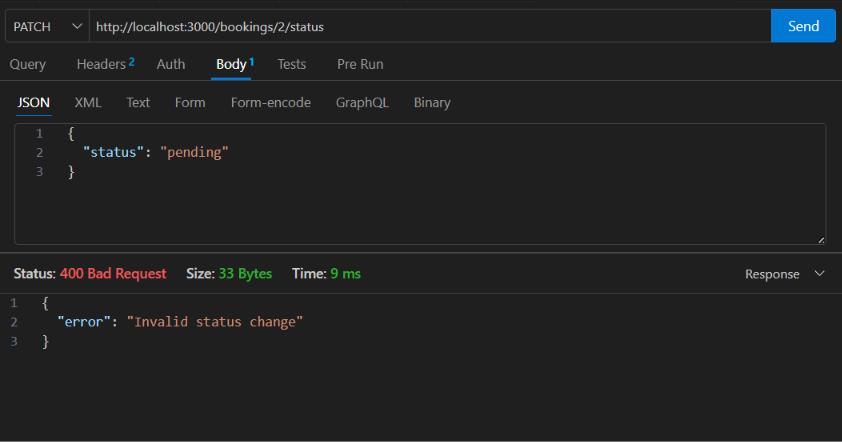 PATCH http://localhost:3000/bookings/2/status Send
Query Headers 2 Auth Body 1 Tests Pre Run
JSON XML Text Form Form-encode GraphQL Binary
1 {
2 "status": "pending"
3 }
Status: 400 Bad Request Size: 33 Bytes Time: 9 ms Response
1 {
2 "error": "Invalid status change"
3 }